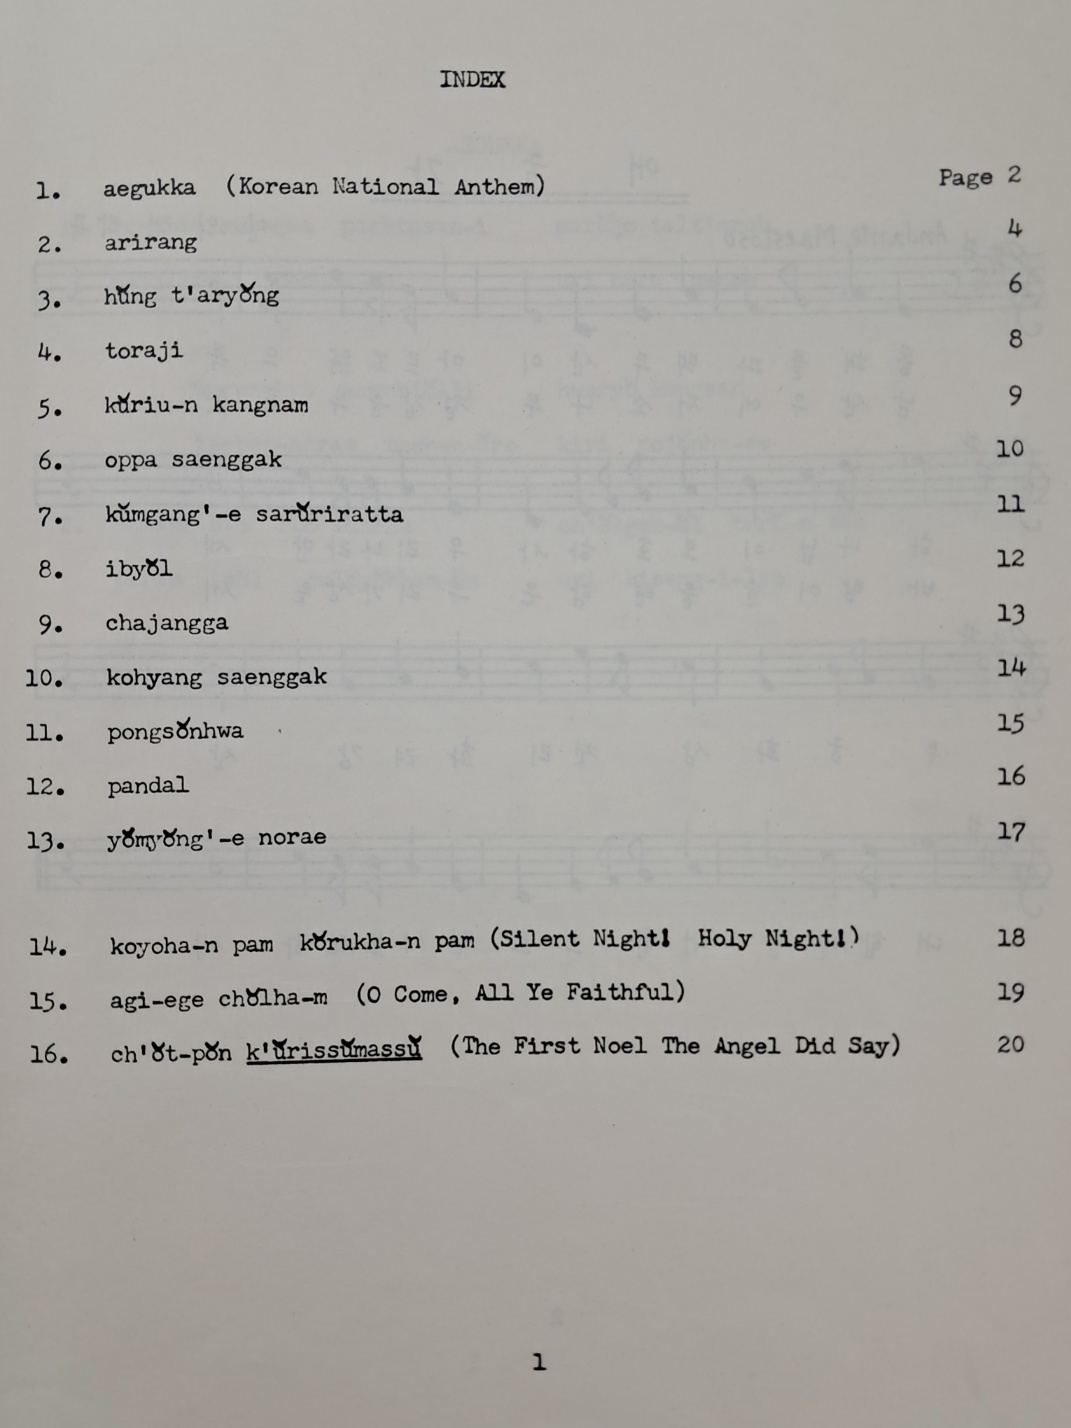 INDEX
1. aegukka (Korean National Anthem) Page 2
2. arirang 4
3. hŭng t'aryŏng 6
4. toraji 8
5. kŭriu-n kangnam 9
6. oppa saenggak 10
7. kŭmgang'-e sarŭriratta 11
8. ibyŏl 12
9. chajangga 13
10. kohyang saenggak 14
11. pongsŏnhwa 15
12. pandal 16
13. yŏmyŏng'-e norae 17
14. koyoha-n pam kŏrukha-n pam (Silent Night! Holy Night!) 18
15. agi-ege chŏlha-m (O Come, All Ye Faithful) 19
16. ch'ŏt-pŏn k'ŭrissŭmassŭ (The First Noel The Angel Did Say) 20
1